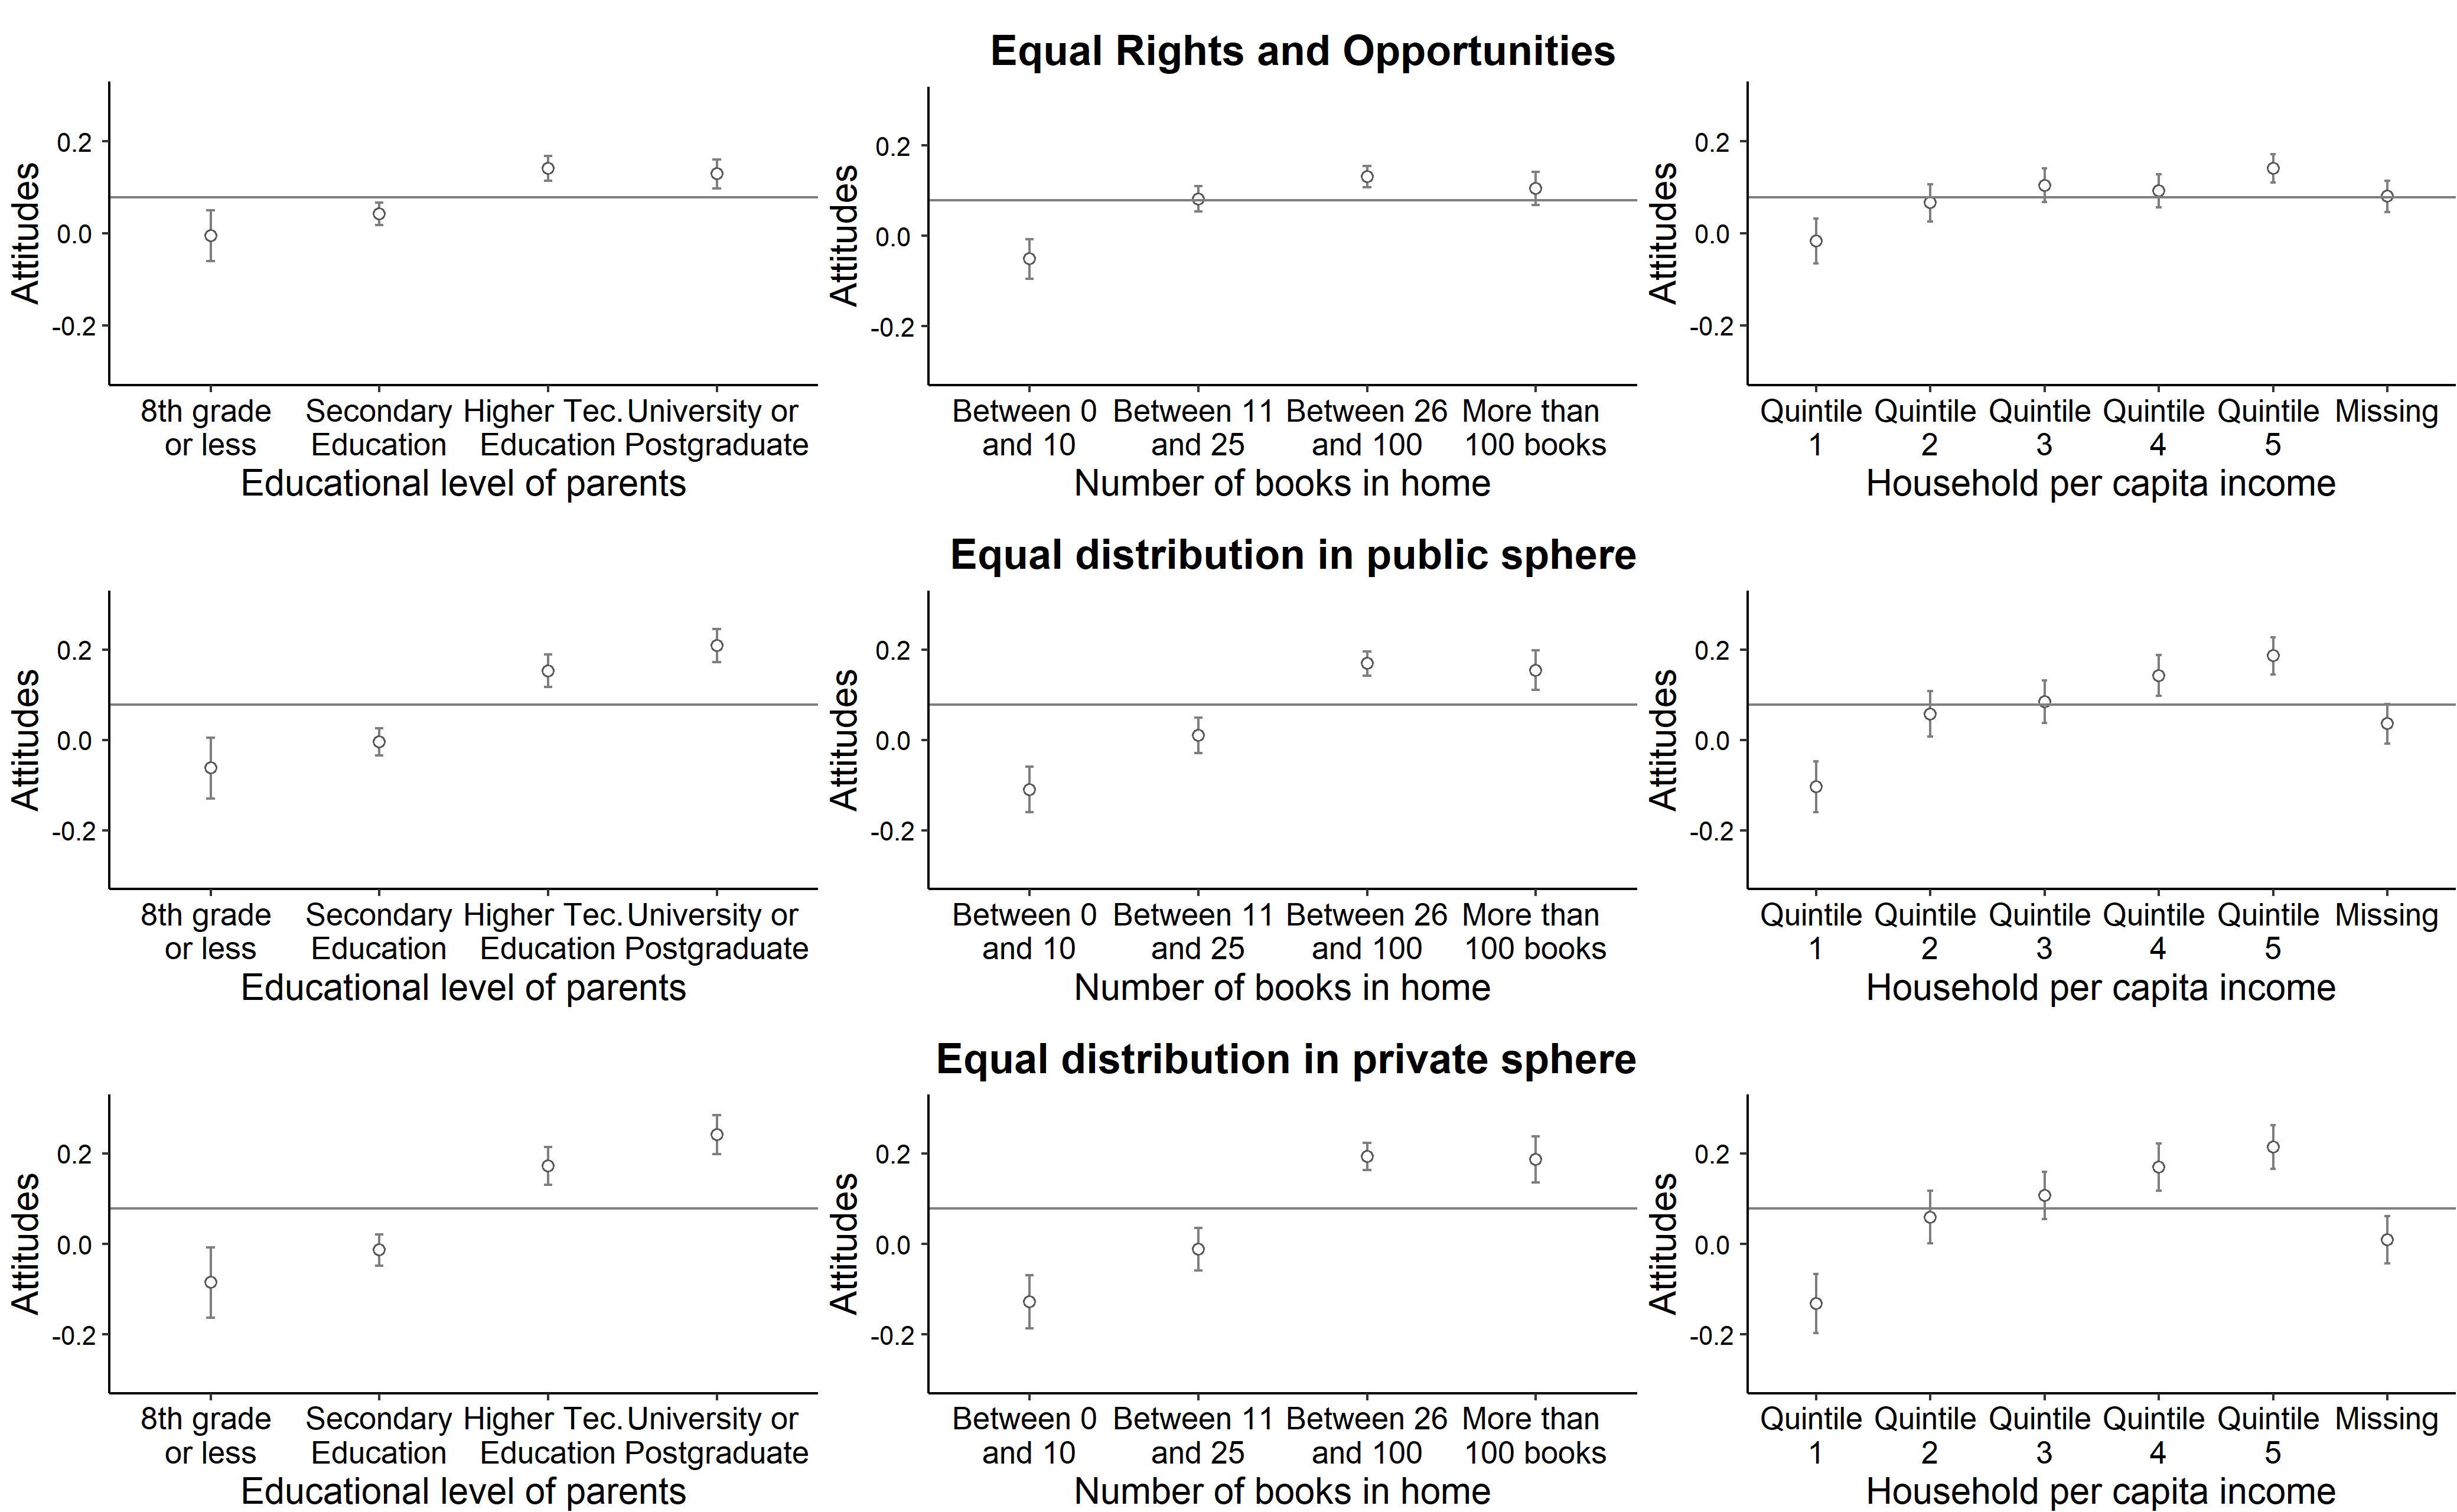 Equal Rights and Opportunities
Attitudes
0.2
0.0
-0.2
8th grade or less
Secondary Education
Higher Tec. Education
University or Postgraduate
Educational level of parents
Attitudes
0.2
0.0
-0.2
Between 0 and 10
Between 11 and 25
Between 26 and 100
More than 100 books
Number of books in home
Attitudes
0.2
0.0
-0.2
Quintile 1
Quintile 2
Quintile 3
Quintile 4
Quintile 5
Missing
Household per capita income
Equal distribution in public sphere
Attitudes
0.2
0.0
-0.2
8th grade or less
Secondary Education
Higher Tec. Education
University or Postgraduate
Educational level of parents
Attitudes
0.2
0.0
-0.2
Between 0 and 10
Between 11 and 25
Between 26 and 100
More than 100 books
Number of books in home
Attitudes
0.2
0.0
-0.2
Quintile 1
Quintile 2
Quintile 3
Quintile 4
Quintile 5
Missing
Household per capita income
Equal distribution in private sphere
Attitudes
0.2
0.0
-0.2
8th grade or less
Secondary Education
Higher Tec. Education
University or Postgraduate
Educational level of parents
Attitudes
0.2
0.0
-0.2
Between 0 and 10
Between 11 and 25
Between 26 and 100
More than 100 books
Number of books in home
Attitudes
0.2
0.0
-0.2
Quintile 1
Quintile 2
Quintile 3
Quintile 4
Quintile 5
Missing
Household per capita income